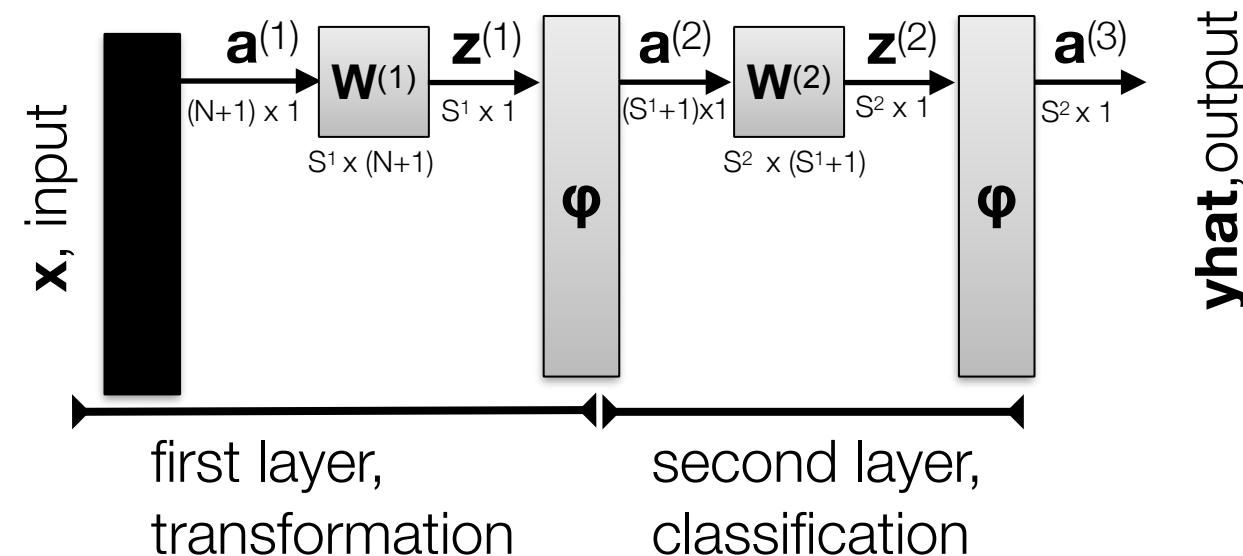 x, input
a(1)
(N+1) x 1
W(1)
S¹ x (N+1)
z(1)
S¹ x 1
φ
a(2)
(S¹+1)x1
W(2)
S² x (S¹+1)
z(2)
S² x 1
φ
a(3)
S² x 1
yhat,output
first layer,
transformation
second layer,
classification